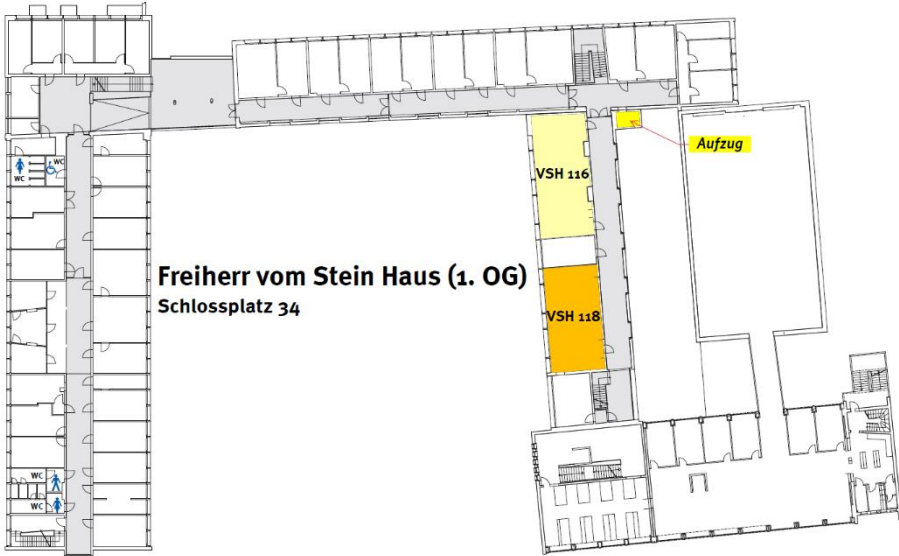 WC
WC
Aufzug
VSH 116
Freiherr vom Stein Haus (1. OG)
Schlossplatz 34
VSH 118
WC
WC